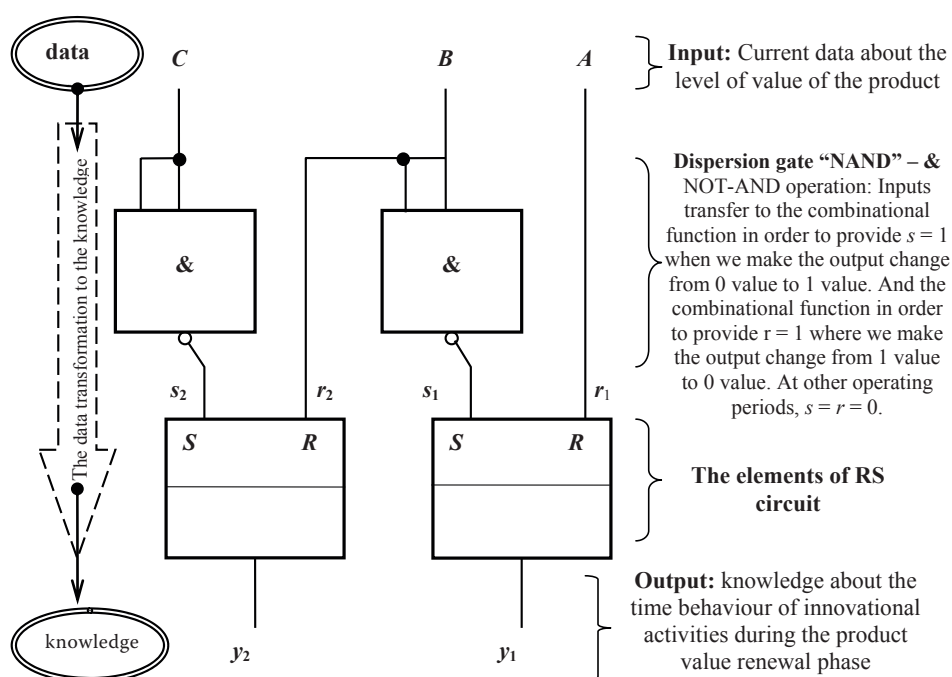 data
C
B
A
Input: Current data about the
level of value of the product
The data transformation to the knowledge
Dispersion gate “NAND” – &
NOT-AND operation: Inputs
transfer to the combinational
function in order to provide s = 1
when we make the output change
from 0 value to 1 value. And the
combinational function in order
to provide r = 1 where we make
the output change from 1 value
to 0 value. At other operating
periods, s = r = 0.
&
&
s₂
r₂
s₁
r₁
S
R
S
R
The elements of RS
circuit
Output: knowledge about the
time behaviour of innovational
activities during the product
value renewal phase
knowledge
y₂
y₁